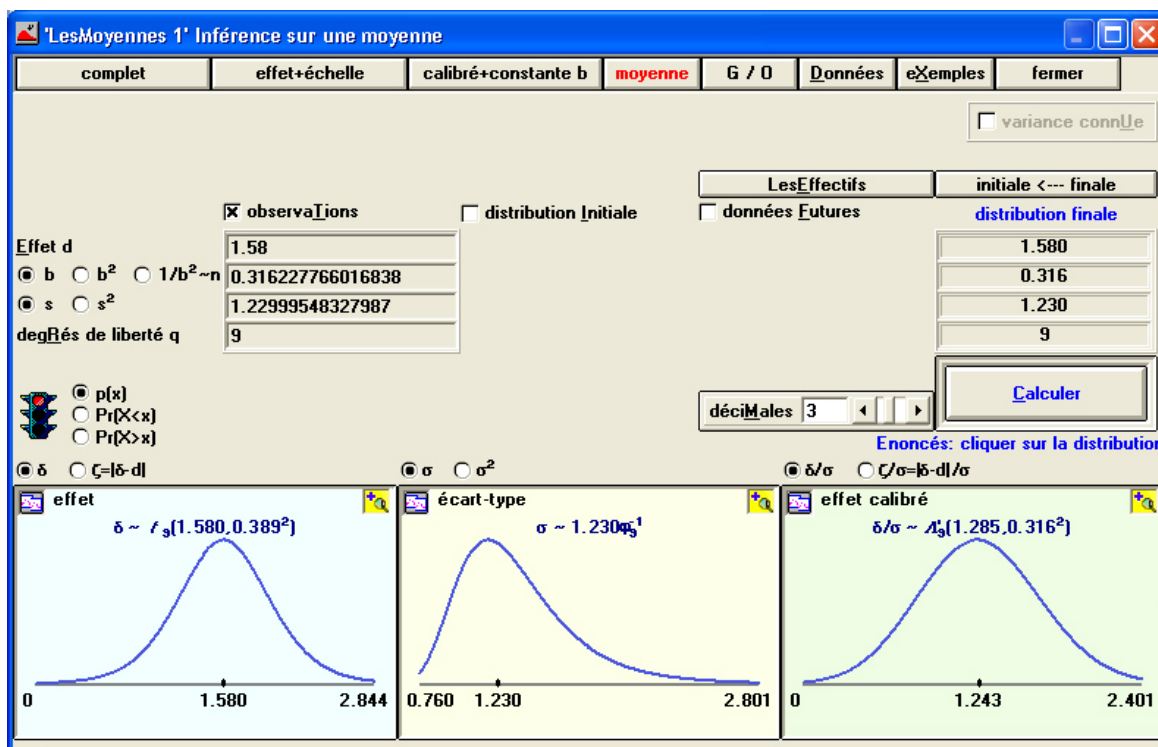 'LesMoyennes 1' Inférence sur une moyenne
complet effet+échelle calibré+constante b moyenne G / O Données eXemples fermer
variance connUe
LesEffectifs initiale <--- finale
observaTions distribution Initiale données Futures distribution finale
Effet d 1.58 1.580
b b² 1/b²~n 0.316227766016838 0.316
s s² 1.22999548327987 1.230
degRés de liberté q 9 9
p(x)
Pr(X<x)
Pr(X>x)
déciMales 3 Calculer
Enoncés: cliquer sur la distribution
δ ζ=|δ-d| σ σ² δ/σ ζ/σ=|δ-d|/σ
effet écart-type effet calibré
δ ~ t₉(1.580,0.389²) σ ~ 1.230 δ/σ ~ Λ'₉(1.285,0.316²)
0 1.580 2.844 0.760 1.230 2.801 0 1.243 2.401